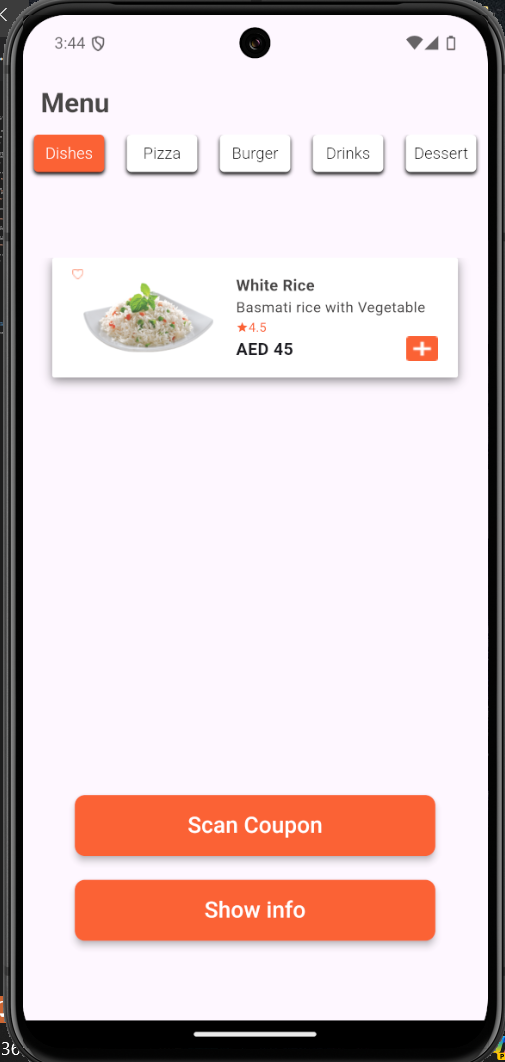 3:44
Menu
Dishes Pizza Burger Drinks Dessert
White Rice
Basmati rice with Vegetable
★4.5
AED 45
Scan Coupon
Show info